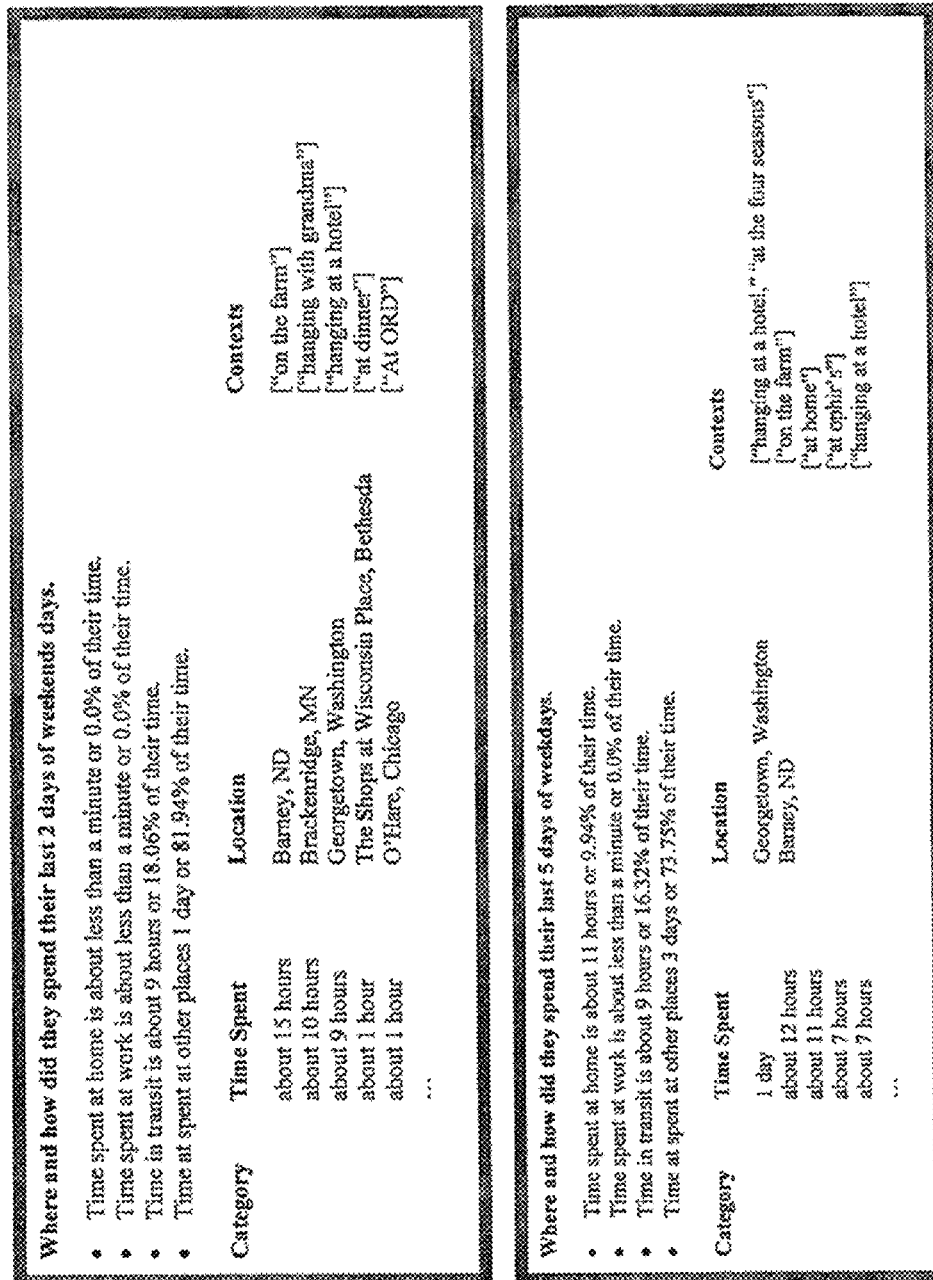 Where and how did they spend their last 2 days of weekends days.
• Time spent at home is about less than a minute or 0.0% of their time.
• Time spent at work is about less than a minute or 0.0% of their time.
• Time in transit is about 9 hours or 18.06% of their time.
• Time at spent at other places 1 day or 81.94% of their time.
Category Time Spent Location Contexts
about 15 hours Barney, ND ["on the farm"]
about 10 hours Brackenridge, MN ["hanging with grandma"]
about 9 hours Georgetown, Washington ["hanging at a hotel"]
about 1 hour The Shops at Wisconsin Place, Bethesda ["at dinner"]
about 1 hour O'Hare, Chicago ["At ORD"]
...
Where and how did they spend their last 5 days of weekdays.
• Time spent at home is about 11 hours or 9.94% of their time.
• Time spent at work is about less than a minute or 0.0% of their time.
• Time in transit is about 9 hours or 16.32% of their time.
• Time at spent at other places 3 days or 73.75% of their time.
Category Time Spent Location Contexts
1 day Georgetown, Washington ["hanging at a hotel," "at the four seasons"]
about 12 hours Barney, ND ["on the farm"]
about 11 hours ["at home"]
about 7 hours ["at ophir's"]
about 7 hours ["hanging at a hotel"]
...